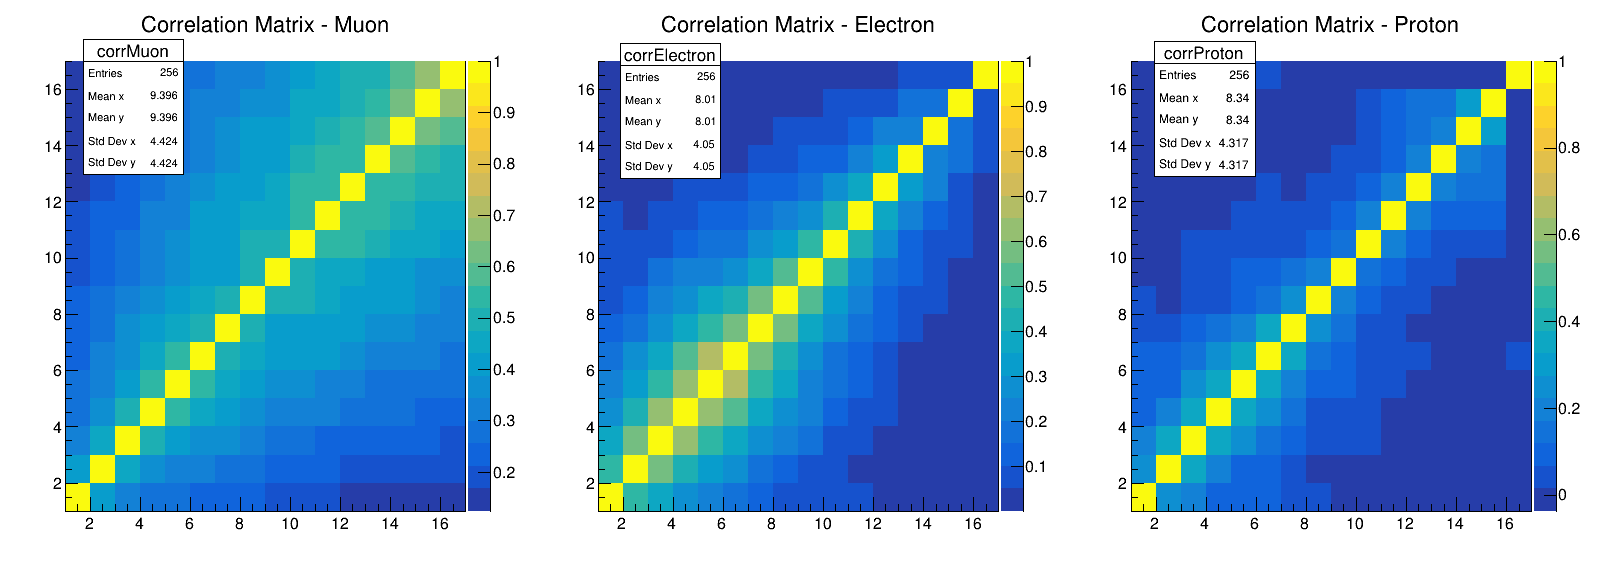 Correlation Matrix - Muon
corrMuon
Entries 256
Mean x 9.396
Mean y 9.396
Std Dev x 4.424
Std Dev y 4.424
16
14
12
10
8
6
4
2
2 4 6 8 10 12 14 16
1
0.9
0.8
0.7
0.6
0.5
0.4
0.3
0.2
Correlation Matrix - Electron
corrElectron
Entries 256
Mean x 8.01
Mean y 8.01
Std Dev x 4.05
Std Dev y 4.05
16
14
12
10
8
6
4
2
2 4 6 8 10 12 14 16
1
0.9
0.8
0.7
0.6
0.5
0.4
0.3
0.2
0.1
Correlation Matrix - Proton
corrProton
Entries 256
Mean x 8.34
Mean y 8.34
Std Dev x 4.317
Std Dev y 4.317
16
14
12
10
8
6
4
2
2 4 6 8 10 12 14 16
1
0.8
0.6
0.4
0.2
0